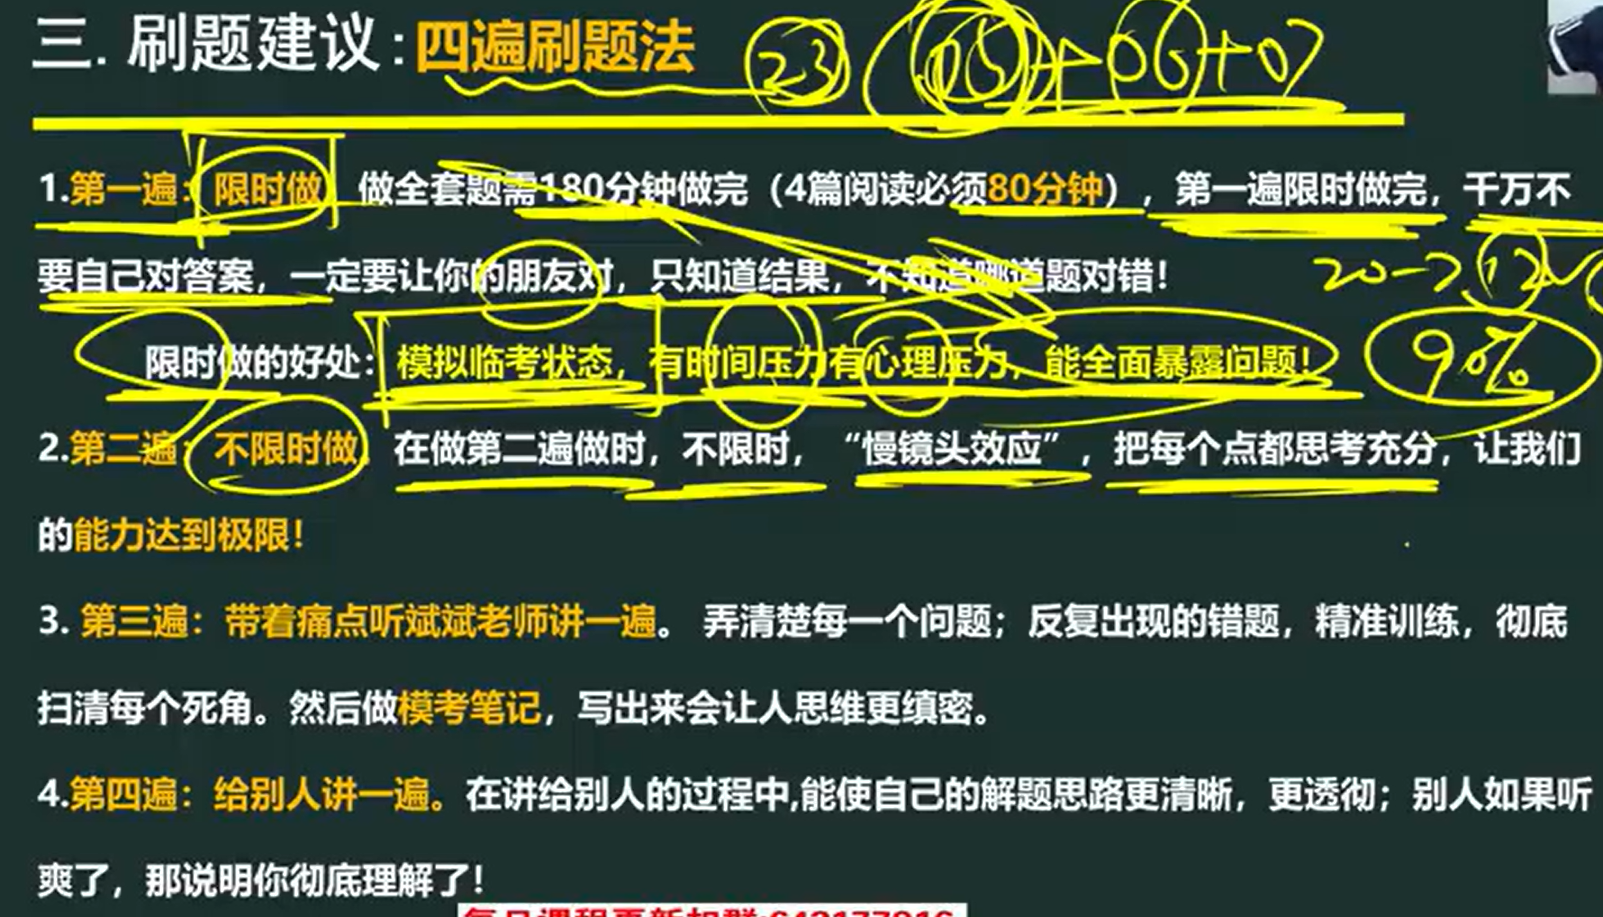 三. 刷题建议:四遍刷题法 23 05+06+07
1.第一遍：限时做，做全套题需180分钟做完（4篇阅读必须80分钟），第一遍限时做完，千万不
要自己对答案，一定要让你的朋友对，只知道结果，不知道哪道题对错！ 20-7 12
限时做的好处：模拟临考状态，有时间压力有心理压力，能全面暴露问题！ 90%
2.第二遍：不限时做。在做第二遍做时，不限时，“慢镜头效应”，把每个点都思考充分，让我们
的能力达到极限！
3. 第三遍：带着痛点听斌斌老师讲一遍。 弄清楚每一个问题；反复出现的错题，精准训练，彻底
扫清每个死角。然后做模考笔记，写出来会让人思维更缜密。
4.第四遍：给别人讲一遍。在讲给别人的过程中,能使自己的解题思路更清晰，更透彻；别人如果听
爽了，那说明你彻底理解了！